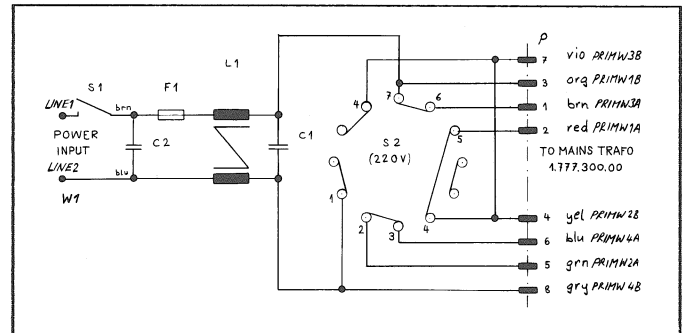 L1
P
7 vio PRIMW3B
S1
F1
4
3 org PRIMW1B
7
6
LINE1
brn
1 brn PRIMW3A
POWER
INPUT
C2
C1
S2
(220V)
5
2 red PRIM1A
TO MAINS TRAFO
1.777.300.00
LINE2
blu
W1
1
2
3
4
4 yel PRIMW2B
6 blu PRIMW4A
5 grn PRIMW2A
8 gry PRIMW4B